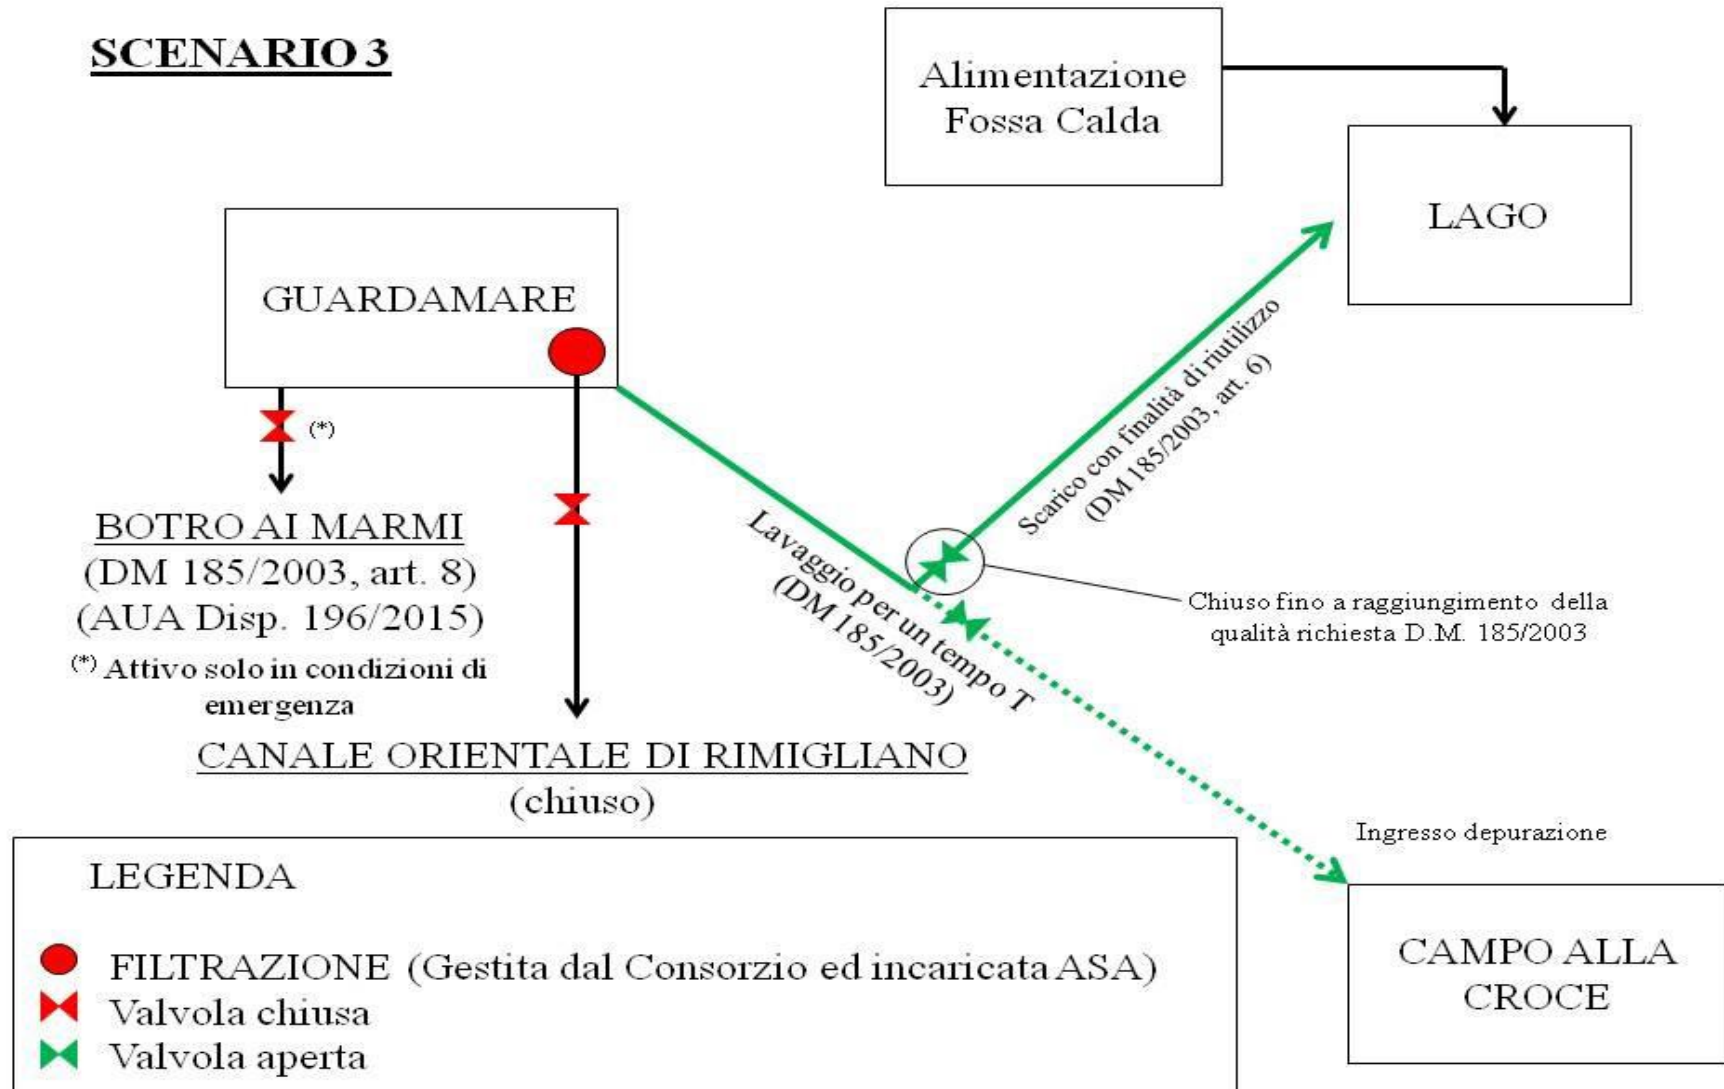 SCENARIO 3
Alimentazione
Fossa Calda
LAGO
GUARDAMARE
(*)
BOTRO AI MARMI
(DM 185/2003, art. 8)
(AUA Disp. 196/2015)
(*) Attivo solo in condizioni di
emergenza
CANALE ORIENTALE DI RIMIGLIANO
(chiuso)
Lavaggio per un tempo T
(DM 185/2003)
Scarico con finalità di riutilizzo
(DM 185/2003, art. 6)
Chiuso fino a raggiungimento della
qualità richiesta D.M. 185/2003
Ingresso depurazione
CAMPO ALLA
CROCE
LEGENDA
FILTRAZIONE (Gestita dal Consorzio ed incaricata ASA)
Valvola chiusa
Valvola aperta